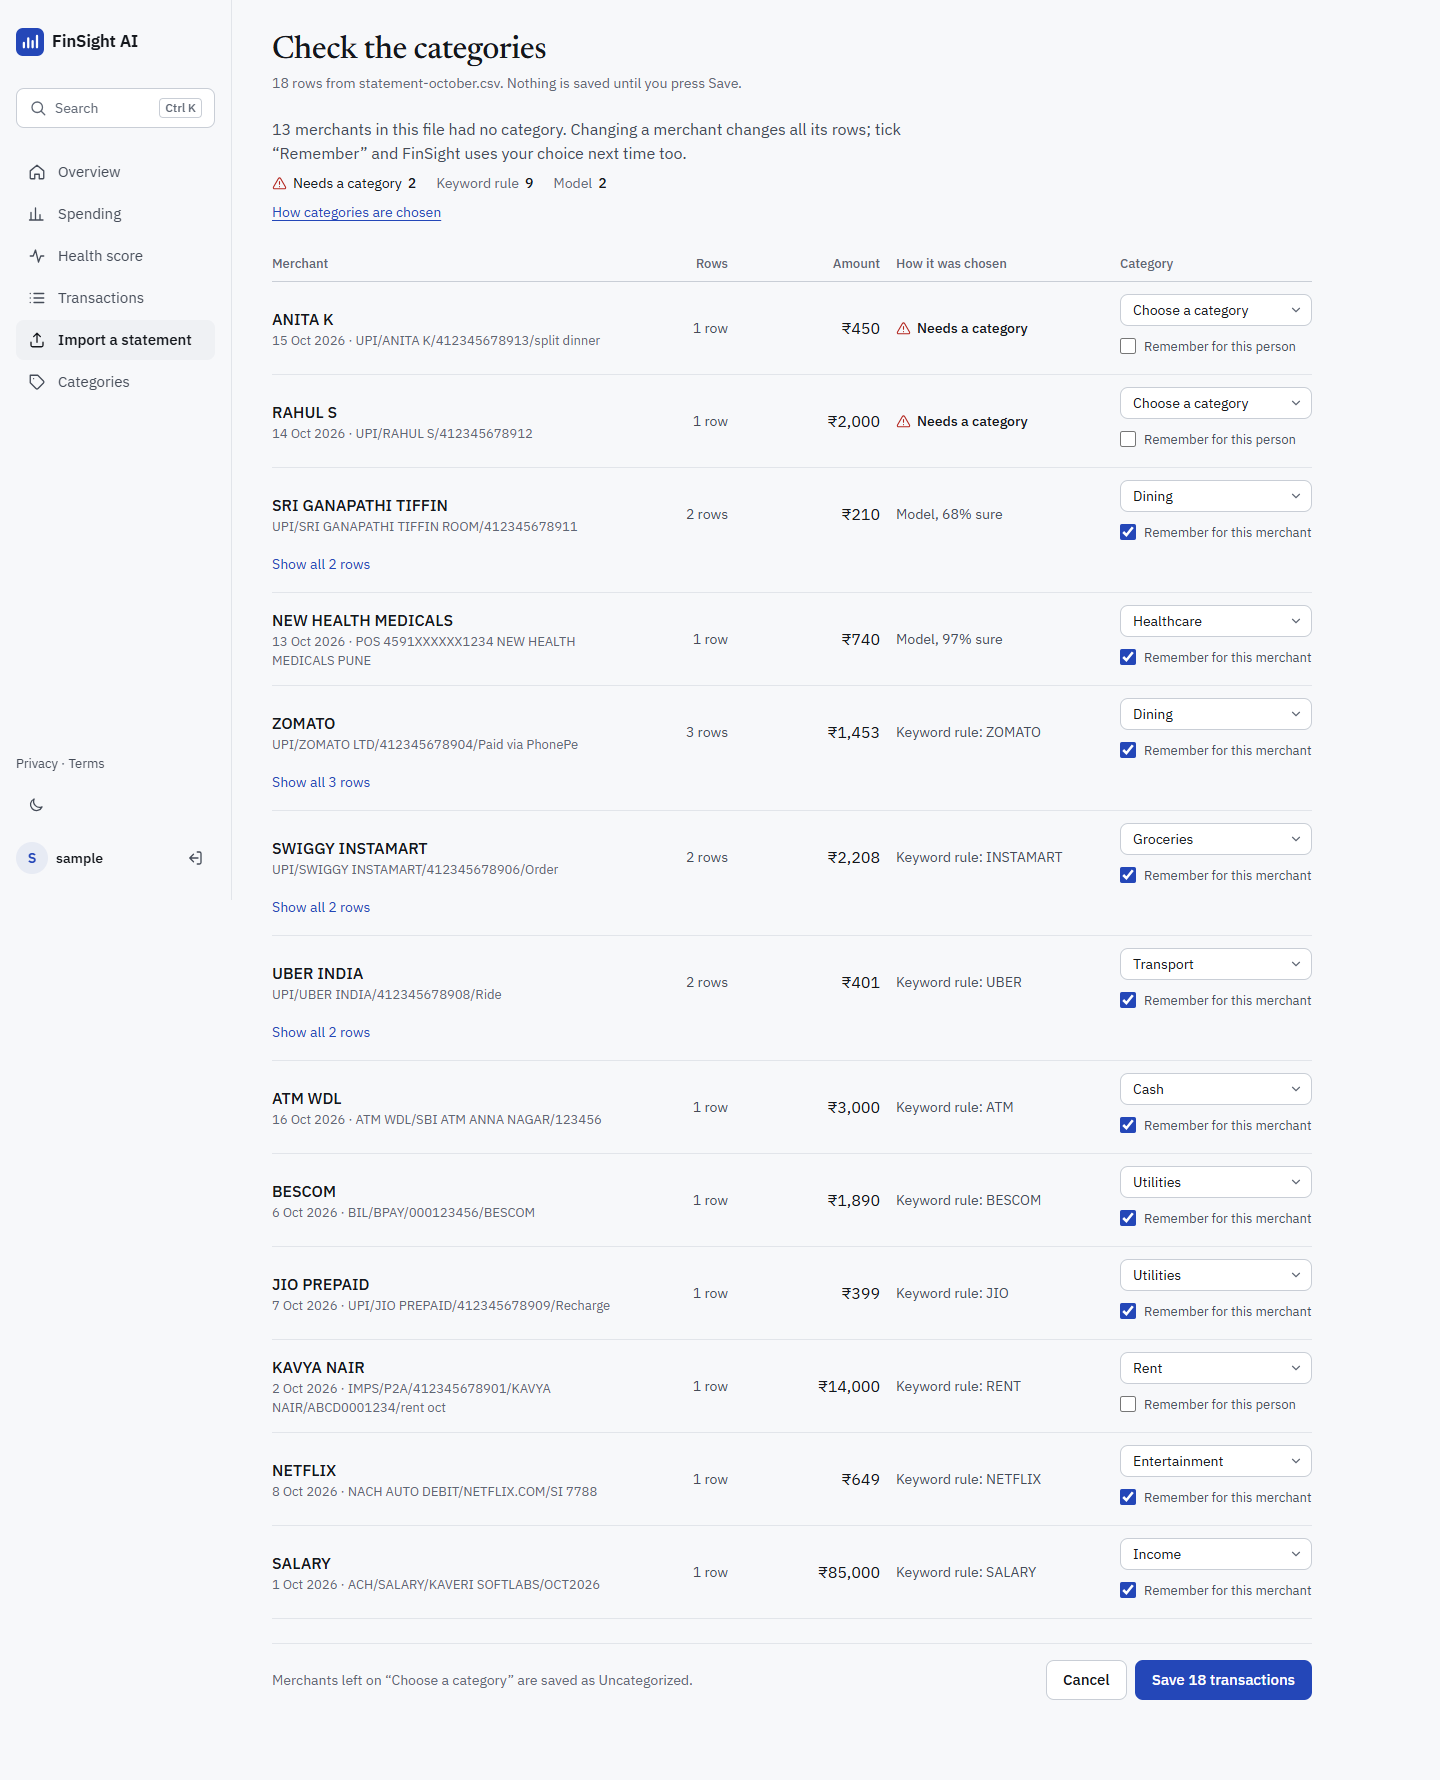 FinSight AI
Search
Ctrl K
Overview
Spending
Health score
Transactions
Import a statement
Categories
Privacy · Terms
S sample
Check the categories
18 rows from statement-october.csv. Nothing is saved until you press Save.
13 merchants in this file had no category. Changing a merchant changes all its rows; tick
“Remember” and FinSight uses your choice next time too.
Needs a category 2 Keyword rule 9 Model 2
How categories are chosen
Merchant Rows Amount How it was chosen Category
ANITA K
15 Oct 2026 · UPI/ANITA K/412345678913/split dinner
1 row ₹450 Needs a category
Choose a category
Remember for this person
RAHUL S
14 Oct 2026 · UPI/RAHUL S/412345678912
1 row ₹2,000 Needs a category
Choose a category
Remember for this person
SRI GANAPATHI TIFFIN
UPI/SRI GANAPATHI TIFFIN ROOM/412345678911
Show all 2 rows
2 rows ₹210 Model, 68% sure
Dining
Remember for this merchant
NEW HEALTH MEDICALS
13 Oct 2026 · POS 4591XXXXXX1234 NEW HEALTH
MEDICALS PUNE
1 row ₹740 Model, 97% sure
Healthcare
Remember for this merchant
ZOMATO
UPI/ZOMATO LTD/412345678904/Paid via PhonePe
Show all 3 rows
3 rows ₹1,453 Keyword rule: ZOMATO
Dining
Remember for this merchant
SWIGGY INSTAMART
UPI/SWIGGY INSTAMART/412345678906/Order
Show all 2 rows
2 rows ₹2,208 Keyword rule: INSTAMART
Groceries
Remember for this merchant
UBER INDIA
UPI/UBER INDIA/412345678908/Ride
Show all 2 rows
2 rows ₹401 Keyword rule: UBER
Transport
Remember for this merchant
ATM WDL
16 Oct 2026 · ATM WDL/SBI ATM ANNA NAGAR/123456
1 row ₹3,000 Keyword rule: ATM
Cash
Remember for this merchant
BESCOM
6 Oct 2026 · BIL/BPAY/000123456/BESCOM
1 row ₹1,890 Keyword rule: BESCOM
Utilities
Remember for this merchant
JIO PREPAID
7 Oct 2026 · UPI/JIO PREPAID/412345678909/Recharge
1 row ₹399 Keyword rule: JIO
Utilities
Remember for this merchant
KAVYA NAIR
2 Oct 2026 · IMPS/P2A/412345678901/KAVYA
NAIR/ABCD0001234/rent oct
1 row ₹14,000 Keyword rule: RENT
Rent
Remember for this person
NETFLIX
8 Oct 2026 · NACH AUTO DEBIT/NETFLIX.COM/SI 7788
1 row ₹649 Keyword rule: NETFLIX
Entertainment
Remember for this merchant
SALARY
1 Oct 2026 · ACH/SALARY/KAVERI SOFTLABS/OCT2026
1 row ₹85,000 Keyword rule: SALARY
Income
Remember for this merchant
Merchants left on “Choose a category” are saved as Uncategorized.
Cancel
Save 18 transactions